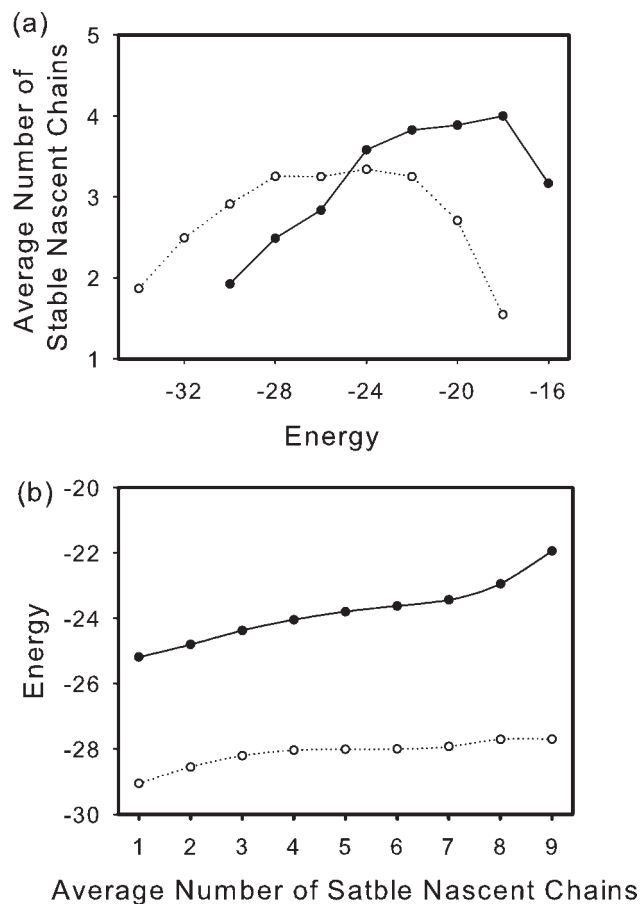 (a)
Average Number of
Stable Nascent Chains
5
4
3
2
1
-32 -28 -24 -20 -16
Energy
(b)
Energy
-20
-22
-24
-26
-28
-30
1 2 3 4 5 6 7 8 9
Average Number of Satble Nascent Chains